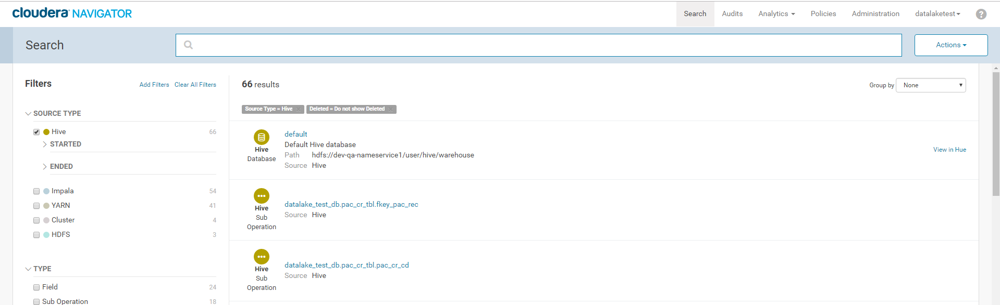 cloudera NAVIGATOR
Search Audits Analytics Policies Administration datalaketest ?
Search
Actions
Filters Add Filters Clear All Filters
SOURCE TYPE
Hive 66
STARTED
ENDED
Impala 54
YARN 41
Cluster 4
HDFS 3
TYPE
Field 24
Sub Operation 18
66 results
Group by None
Source Type = Hive × Deleted = Do not show Deleted ×
Hive
Database
default
Default Hive database
Path hdfs://dev-qa-nameservice1/user/hive/warehouse
Source Hive
View in Hue
Hive
Sub
Operation
datalake_test_db.pac_cr_tbl.fkey_pac_rec
Source Hive
Hive
Sub
Operation
datalake_test_db.pac_cr_tbl.pac_cr_cd
Source Hive